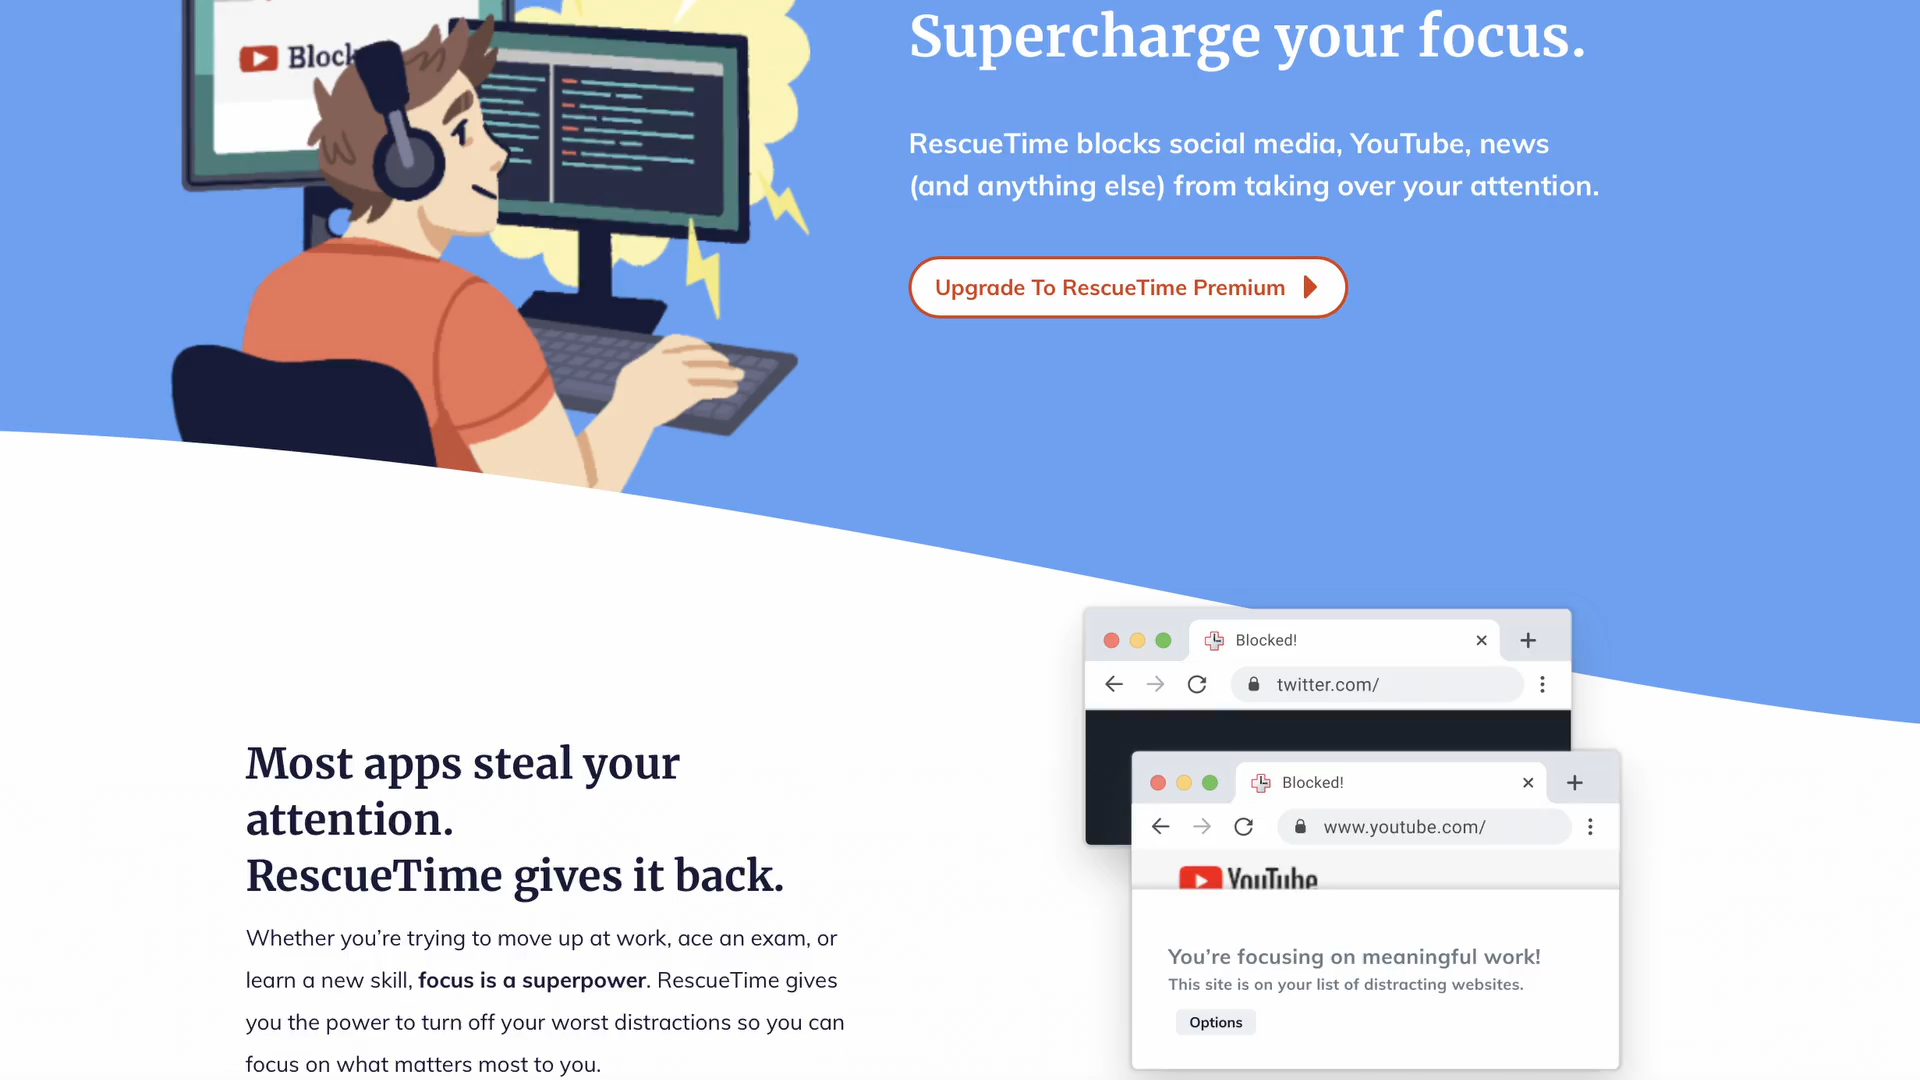 Block
Supercharge your focus.
RescueTime blocks social media, YouTube, news
(and anything else) from taking over your attention.
Upgrade To RescueTime Premium
Most apps steal your
attention.
RescueTime gives it back.
Whether you’re trying to move up at work, ace an exam, or
learn a new skill, focus is a superpower. RescueTime gives
you the power to turn off your worst distractions so you can
focus on what matters most to you.
Blocked!
twitter.com/
Blocked!
www.youtube.com/
YouTube
You’re focusing on meaningful work!
This site is on your list of distracting websites.
Options